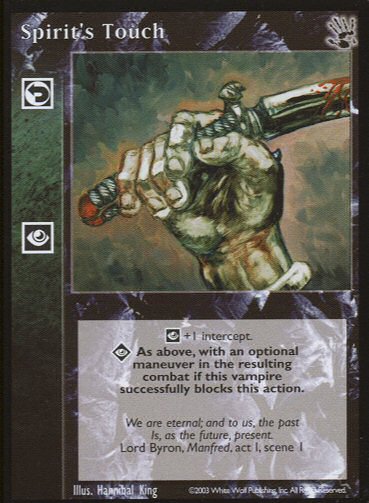 Spirit's Touch
+1 intercept.
As above, with an optional
maneuver in the resulting
combat if this vampire
successfully blocks this action.
We are eternal; and to us, the past
Is, as the future, present.
Lord Byron, Manfred, act I, scene 1
Illus. Hannibal King
©2003 White Wolf Publishing, Inc. All Rights Reserved.